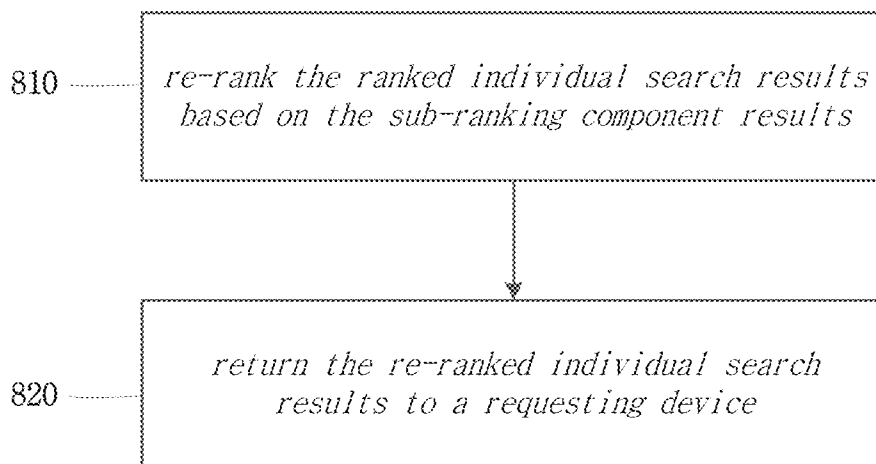 810
re-rank the ranked individual search results
based on the sub-ranking component results
820
return the re-ranked individual search
results to a requesting device